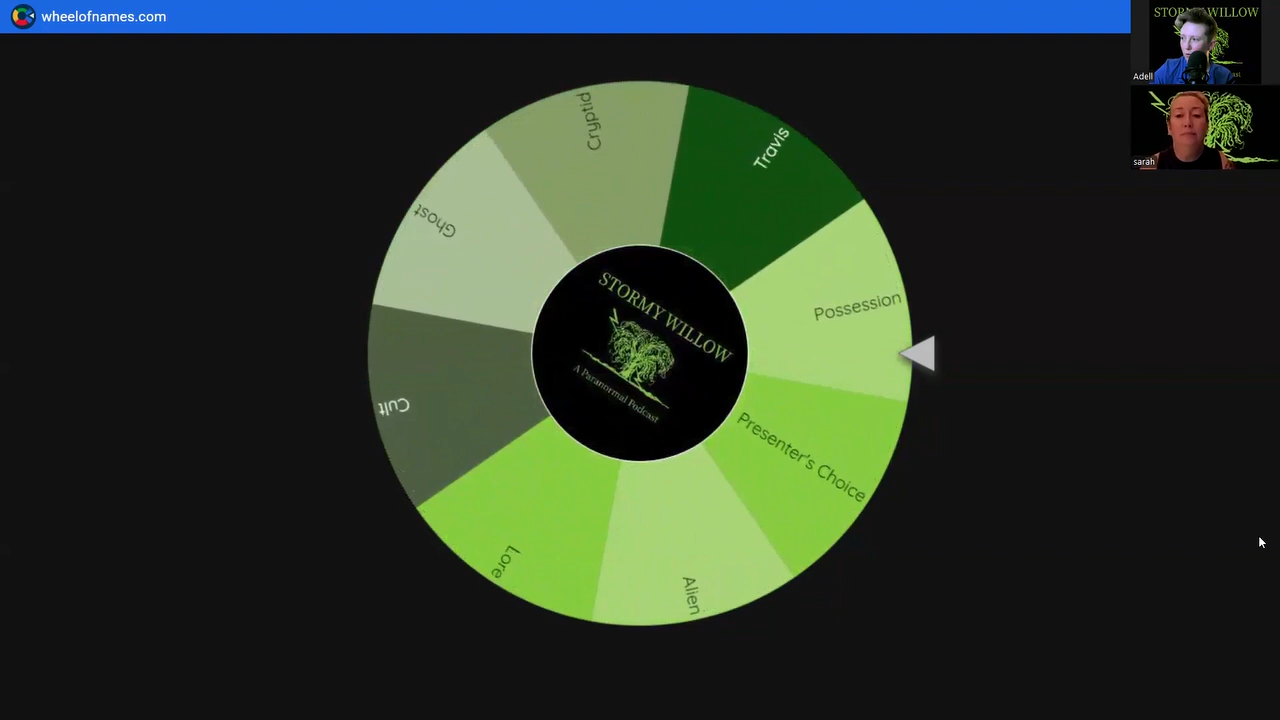 wheelofnames.com
STORMY WILLOW
Adell
sarah
Cryptid
Travis
Ghost
Possession
STORMY WILLOW
A Paranormal Podcast
Cult
Presenter's Choice
Lore
Alien